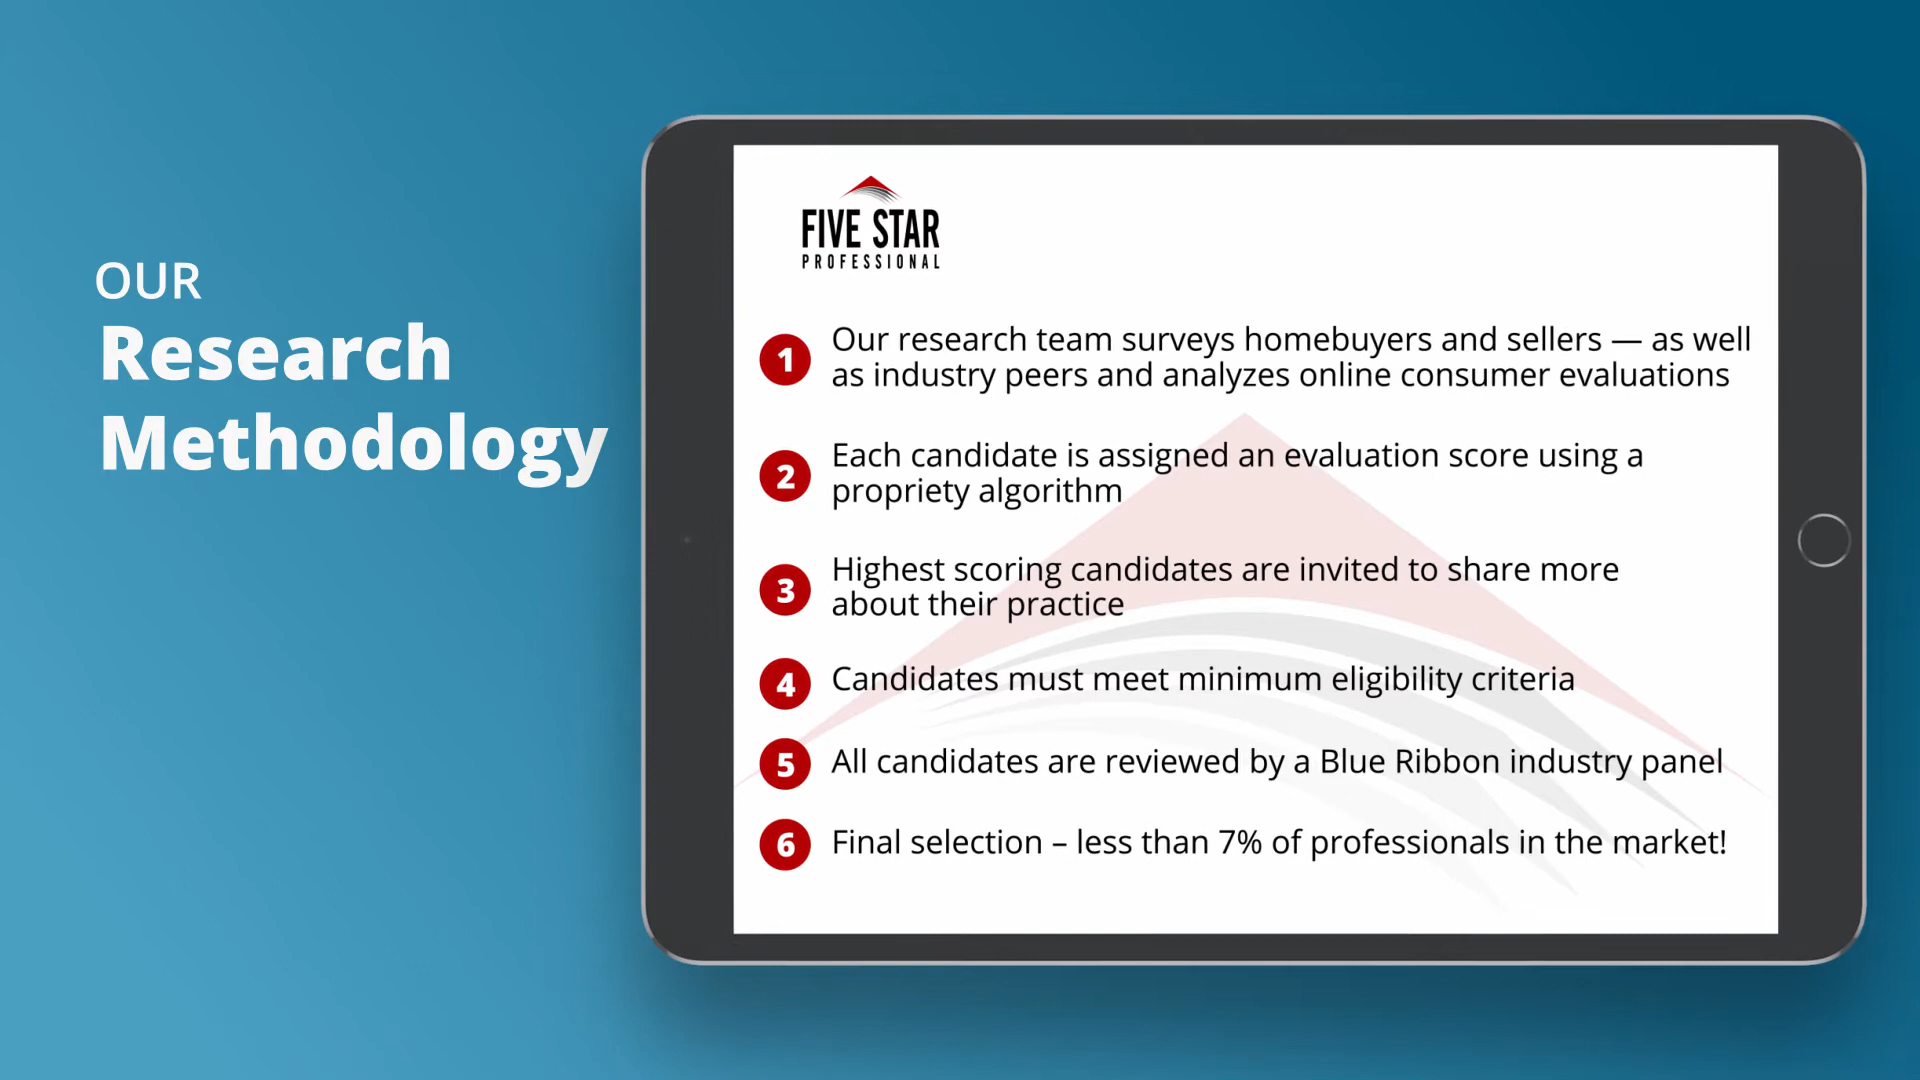 OUR
Research
Methodology
FIVE STAR
PROFESSIONAL
1 Our research team surveys homebuyers and sellers — as well
as industry peers and analyzes online consumer evaluations
2 Each candidate is assigned an evaluation score using a
propriety algorithm
3 Highest scoring candidates are invited to share more
about their practice
4 Candidates must meet minimum eligibility criteria
5 All candidates are reviewed by a Blue Ribbon industry panel
6 Final selection – less than 7% of professionals in the market!